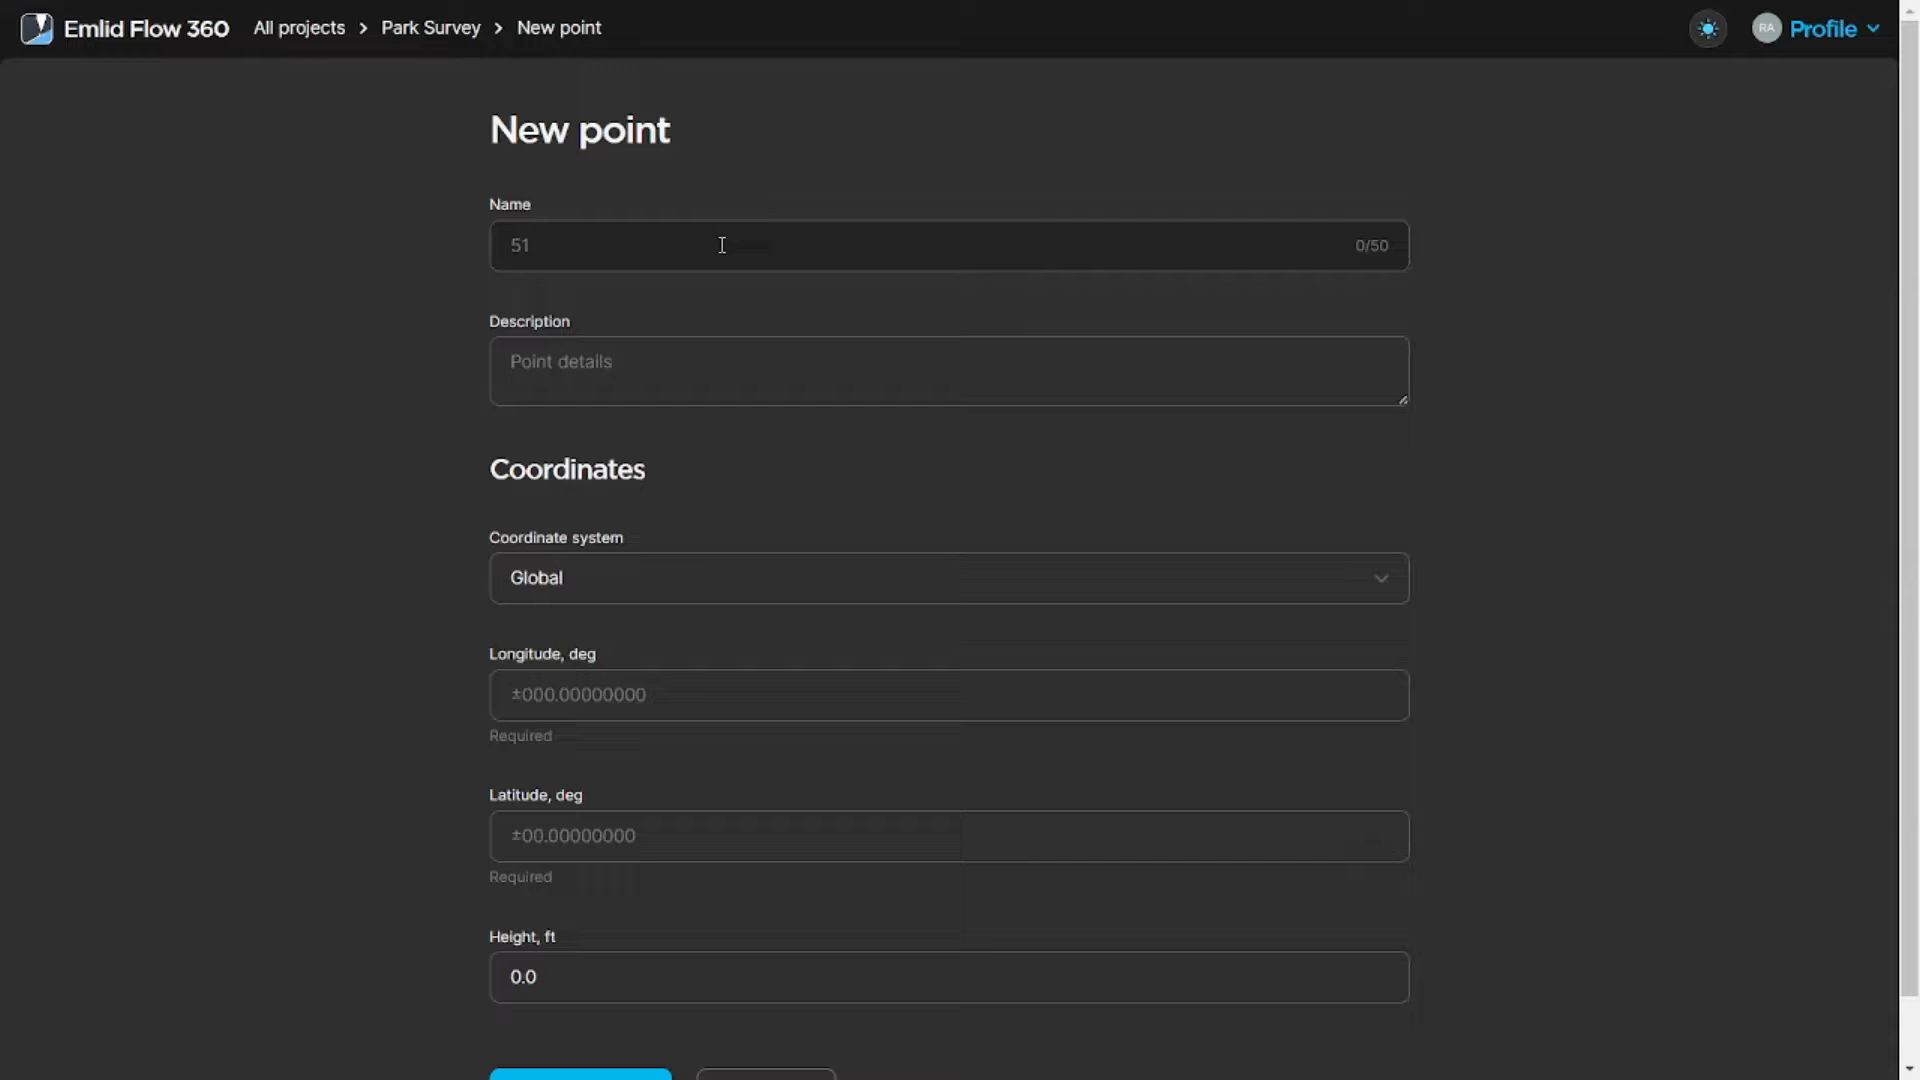 Emlid Flow 360 All projects > Park Survey > New point RA Profile
New point
Name
51 0/50
Description
Point details
Coordinates
Coordinate system
Global
Longitude, deg
±000.00000000
Required
Latitude, deg
±00.00000000
Required
Height, ft
0.0